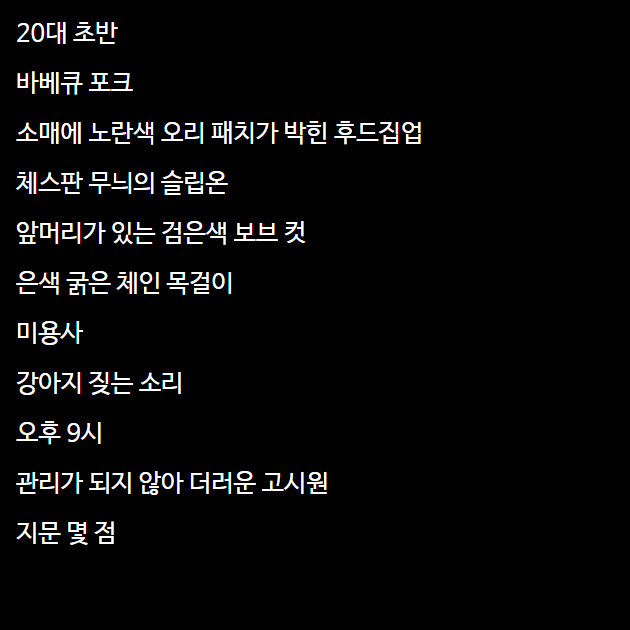 20대 초반
바베큐 포크
소매에 노란색 오리 패치가 박힌 후드집업
체스판 무늬의 슬립온
앞머리가 있는 검은색 보브 컷
은색 굵은 체인 목걸이
미용사
강아지 짖는 소리
오후 9시
관리가 되지 않아 더러운 고시원
지문 몇 점